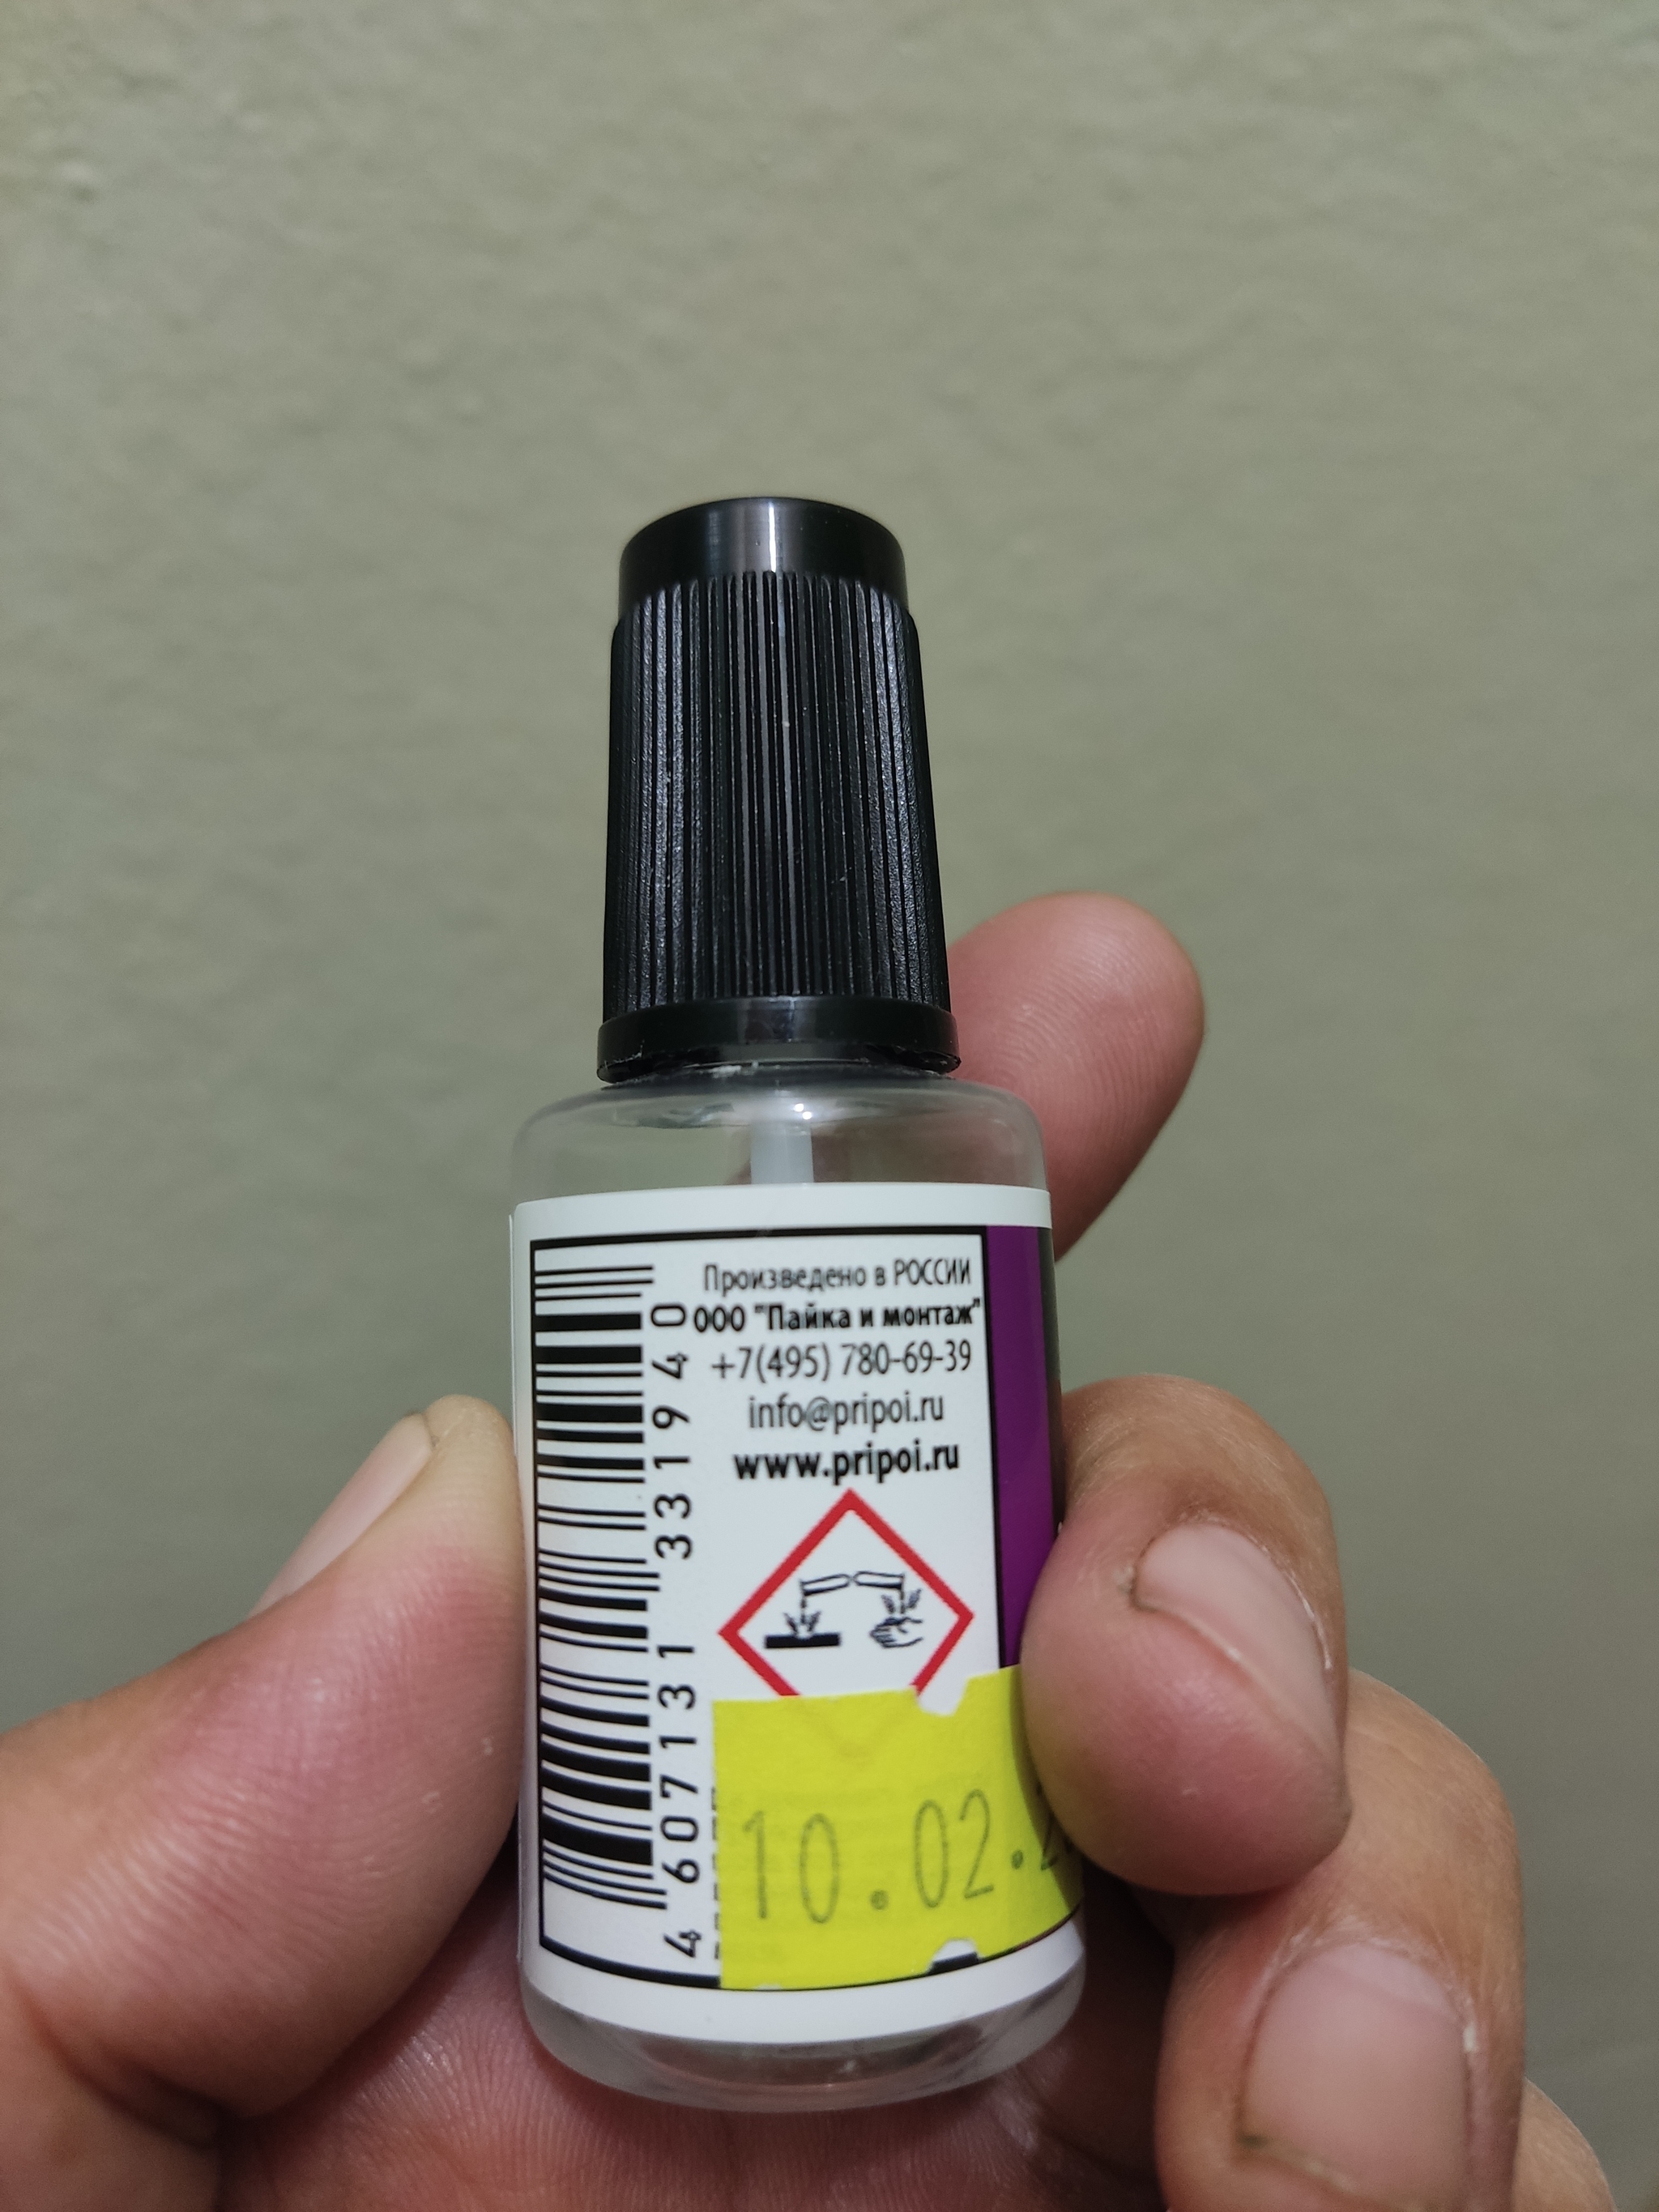 Произведено в РОССИИ
ООО "Пайка и монтаж"
+7(495) 780-69-39
info@pripoi.ru
www.pripoi.ru
4 607131 331940
10.02.